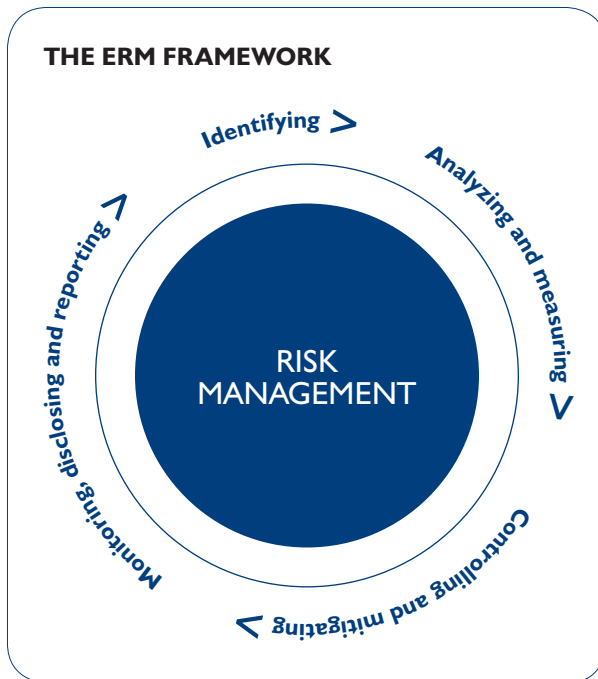 THE ERM FRAMEWORK
Identifying >
Analyzing and measuring >
Controlling and mitigating >
Monitoring, disclosing and reporting >
RISK
MANAGEMENT